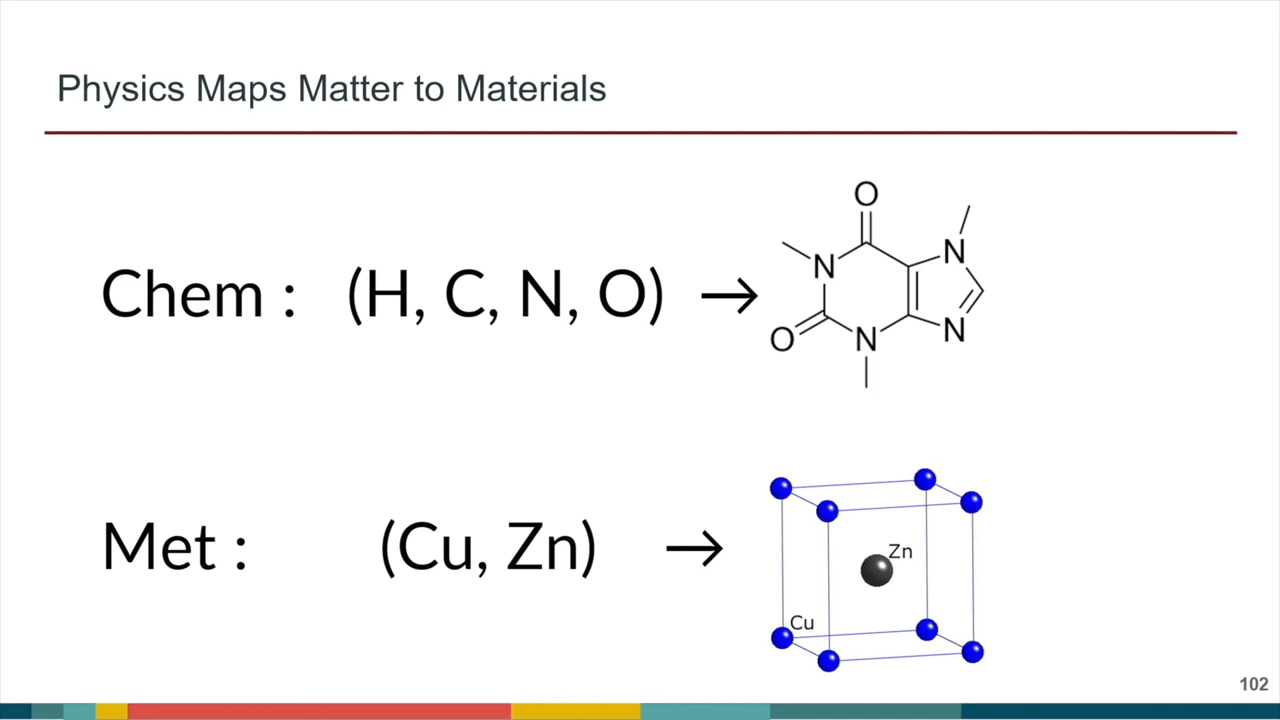 Physics Maps Matter to Materials
Chem : (H, C, N, O) →
O
N
N
O
N
N
Met : (Cu, Zn) →
Zn
Cu
102